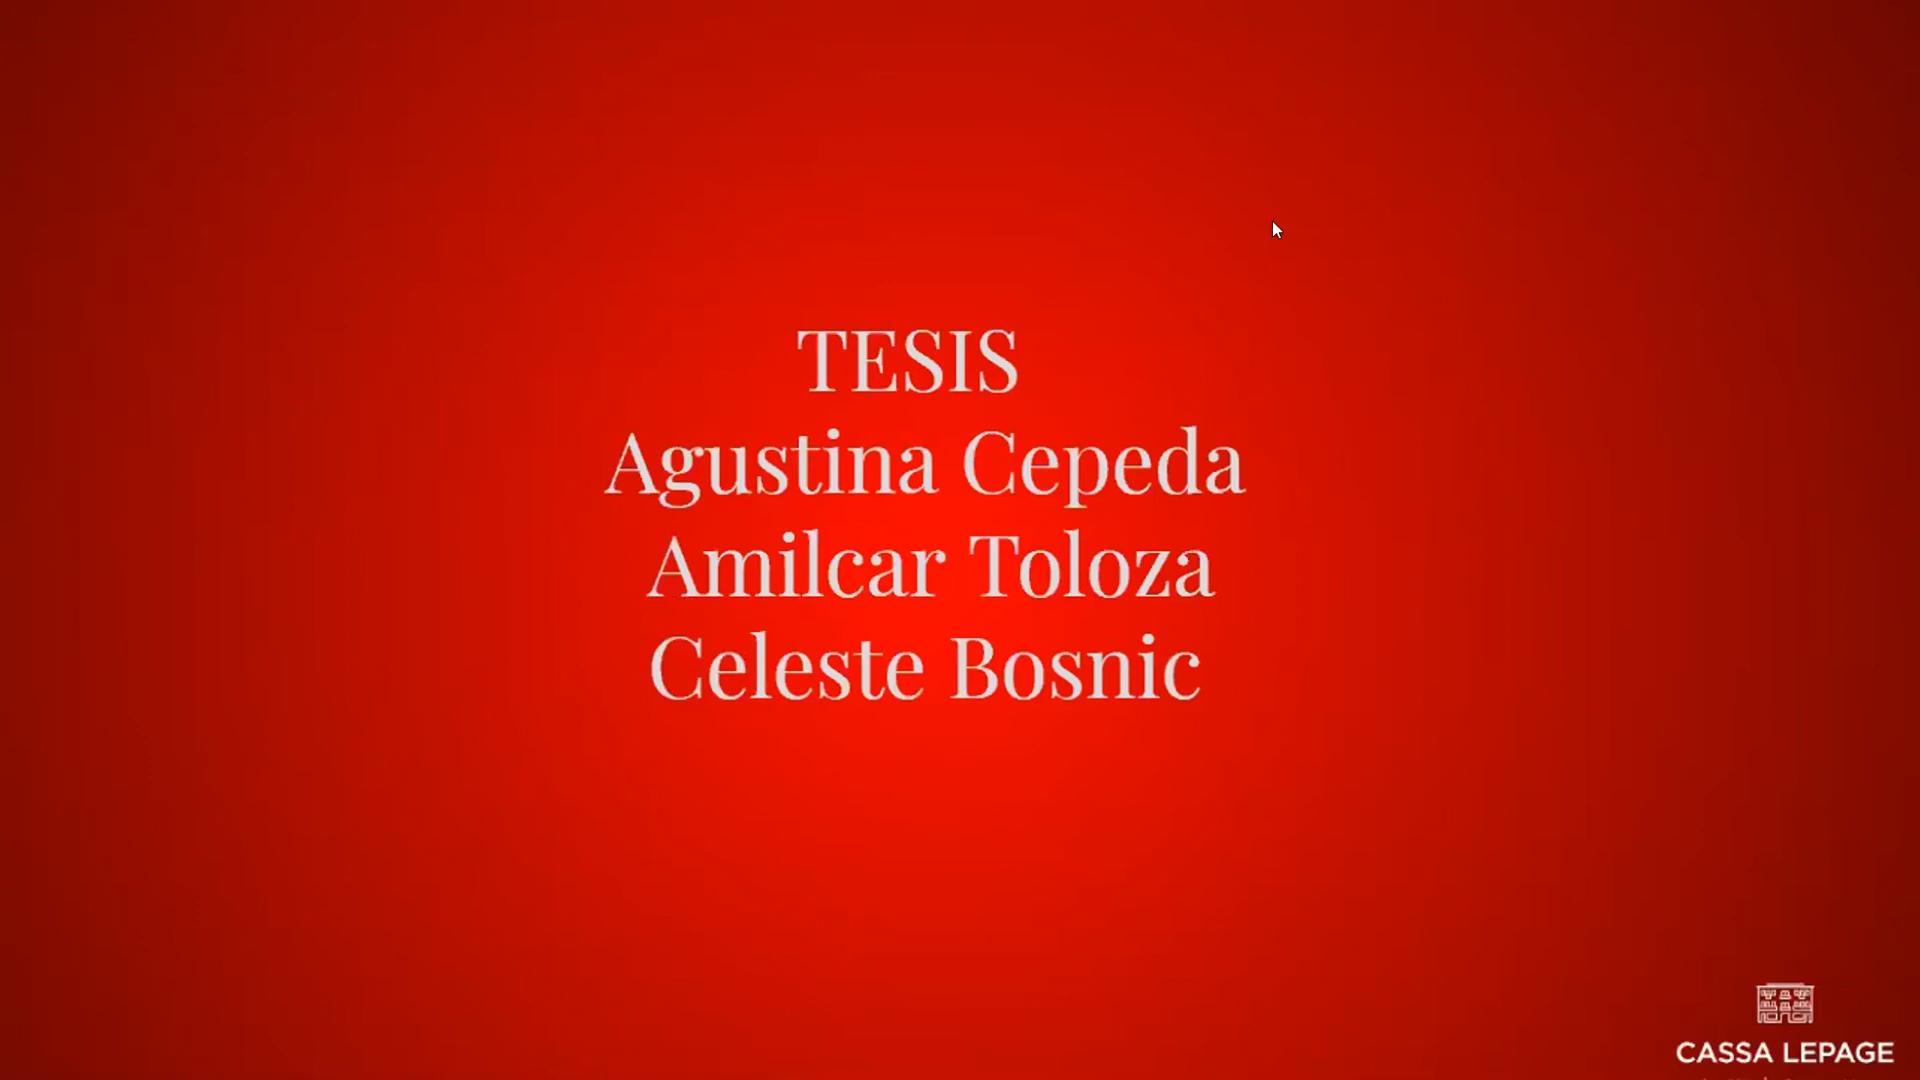 TESIS
Agustina Cepeda
Amilcar Toloza
Celeste Bosnic
CASSA LEPAGE